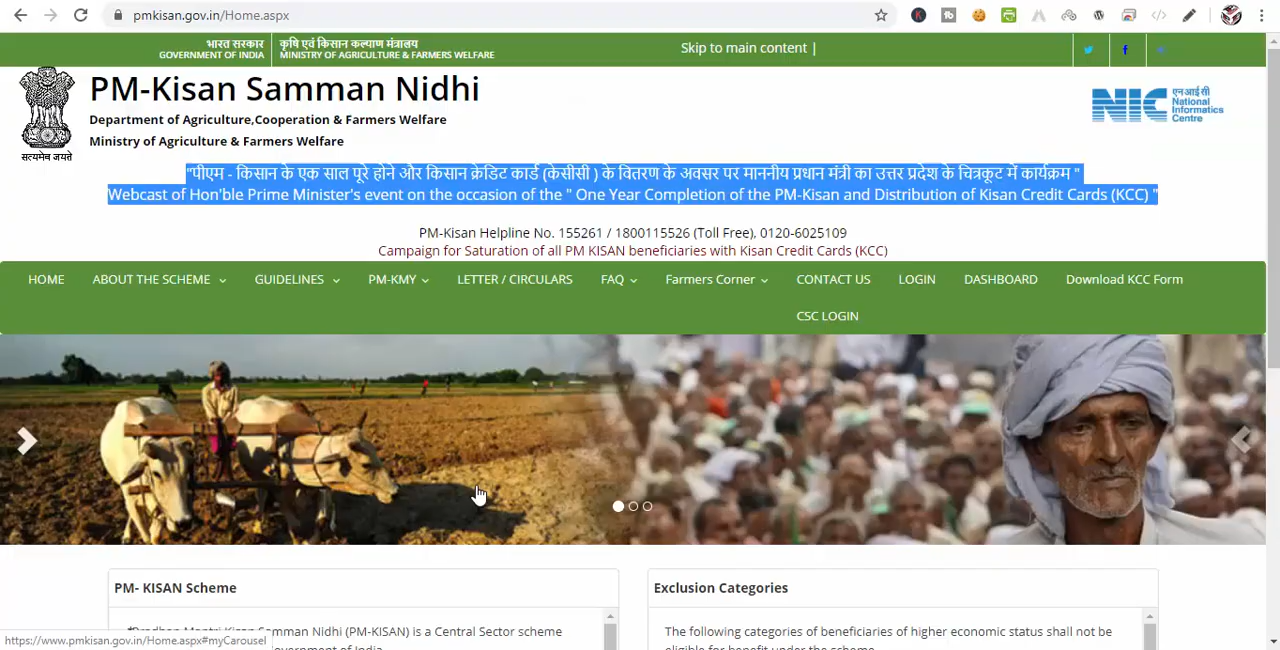 pmkisan.gov.in/Home.aspx
भारत सरकार
GOVERNMENT OF INDIA
कृषि एवं किसान कल्याण मंत्रालय
MINISTRY OF AGRICULTURE & FARMERS WELFARE
Skip to main content |
सत्यमेव जयते
PM-Kisan Samman Nidhi
Department of Agriculture,Cooperation & Farmers Welfare
Ministry of Agriculture & Farmers Welfare
NIC एन आई सी
National
Informatics
Centre
"पीएम - किसान के एक साल पूरे होने और किसान क्रेडिट कार्ड (केसीसी ) के वितरण के अवसर पर माननीय प्रधान मंत्री का उत्तर प्रदेश के चित्रकूट में कार्यक्रम "
Webcast of Hon'ble Prime Minister's event on the occasion of the " One Year Completion of the PM-Kisan and Distribution of Kisan Credit Cards (KCC) "
PM-Kisan Helpline No. 155261 / 1800115526 (Toll Free), 0120-6025109
Campaign for Saturation of all PM KISAN beneficiaries with Kisan Credit Cards (KCC)
HOME ABOUT THE SCHEME GUIDELINES PM-KMY LETTER / CIRCULARS FAQ Farmers Corner CONTACT US LOGIN DASHBOARD Download KCC Form
CSC LOGIN
PM- KISAN Scheme
Samman Nidhi (PM-KISAN) is a Central Sector scheme
Exclusion Categories
The following categories of beneficiaries of higher economic status shall not be
eligible for benefit under the scheme.
https://www.pmkisan.gov.in/Home.aspx#myCarousel